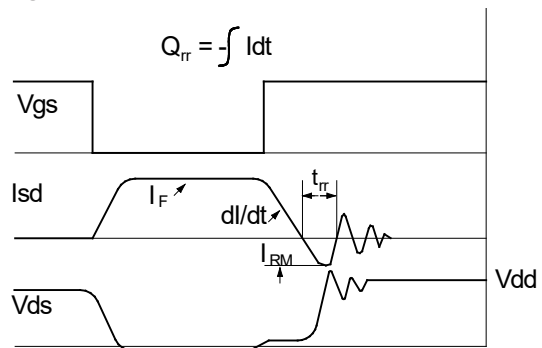 Qrr = -∫ Idt
Vgs
Isd
IF
trr
dI/dt
IRM
Vdd
Vds